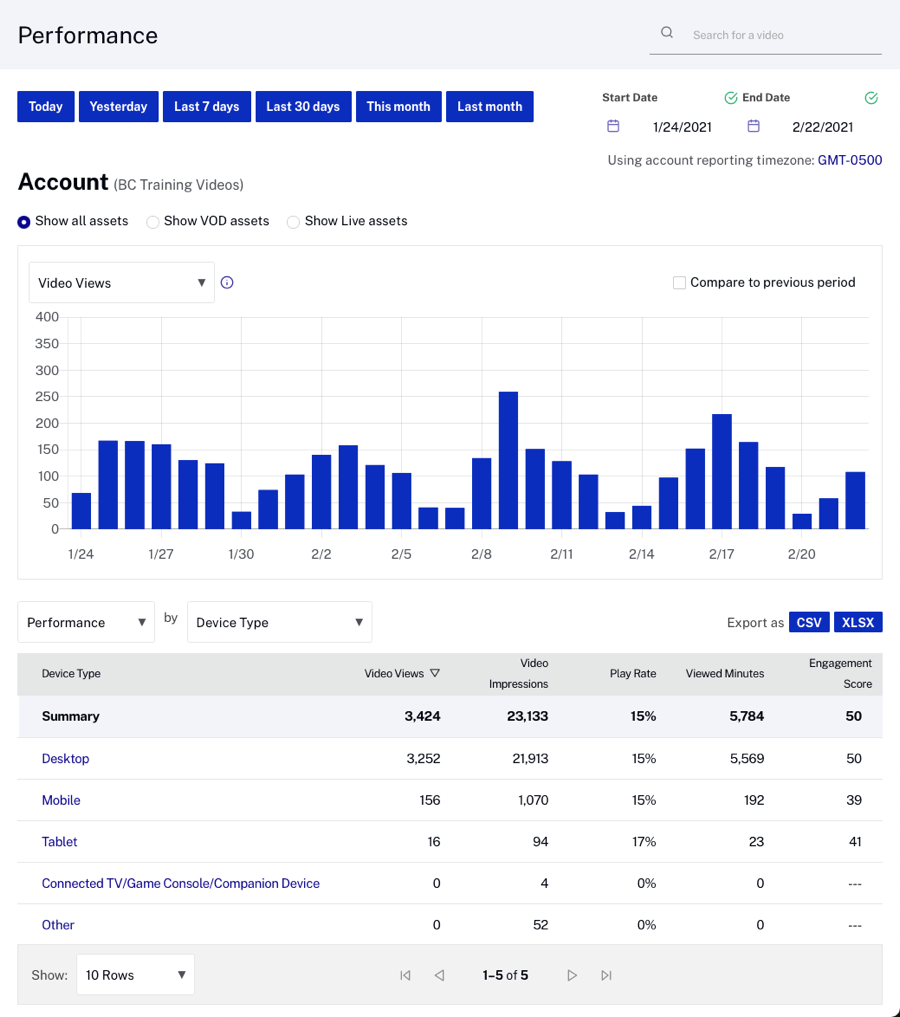 Performance
Search for a video
Today Yesterday Last 7 days Last 30 days This month Last month
Start Date End Date
1/24/2021 2/22/2021
Using account reporting timezone: GMT-0500
Account (BC Training Videos)
Show all assets Show VOD assets Show Live assets
Video Views Compare to previous period
400
350
300
250
200
150
100
50
0
1/24 1/27 1/30 2/2 2/5 2/8 2/11 2/14 2/17 2/20
Performance by Device Type Export as CSV XLSX
Device Type Video Views Video Impressions Play Rate Viewed Minutes Engagement Score
Summary 3,424 23,133 15% 5,784 50
Desktop 3,252 21,913 15% 5,569 50
Mobile 156 1,070 15% 192 39
Tablet 16 94 17% 23 41
Connected TV/Game Console/Companion Device 0 4 0% 0 ---
Other 0 52 0% 0 ---
Show: 10 Rows 1–5 of 5